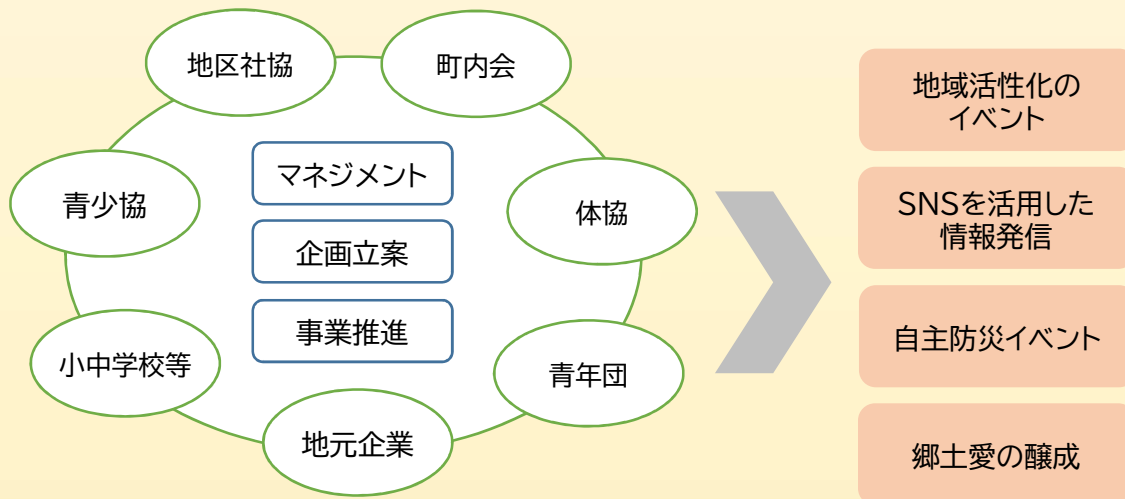 地区社協
町内会
青少協
体協
小中学校等
青年団
地元企業
マネジメント
企画立案
事業推進
地域活性化の
イベント
SNSを活用した
情報発信
自主防災イベント
郷土愛の醸成